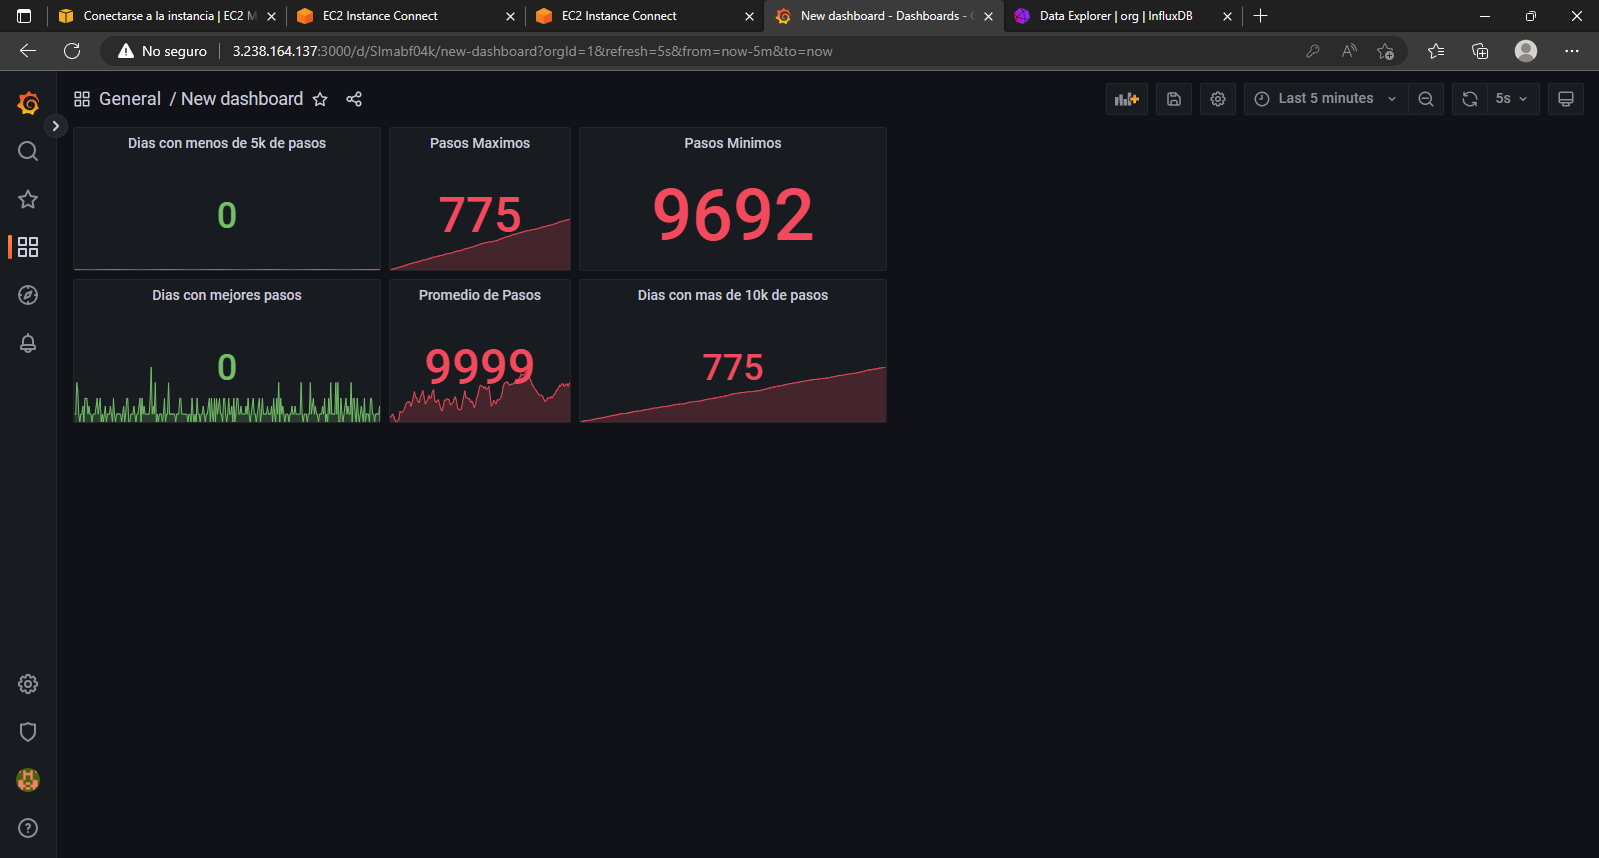 Conectarse a la instancia | EC2 M
EC2 Instance Connect
EC2 Instance Connect
New dashboard - Dashboards -
Data Explorer | org | InfluxDB
No seguro
3.238.164.137:3000/d/SImabf04k/new-dashboard?orgId=1&refresh=5s&from=now-5m&to=now
General / New dashboard
Last 5 minutes
5s
Dias con menos de 5k de pasos
0
Pasos Maximos
775
Pasos Minimos
9692
Dias con mejores pasos
0
Promedio de Pasos
9999
Dias con mas de 10k de pasos
775